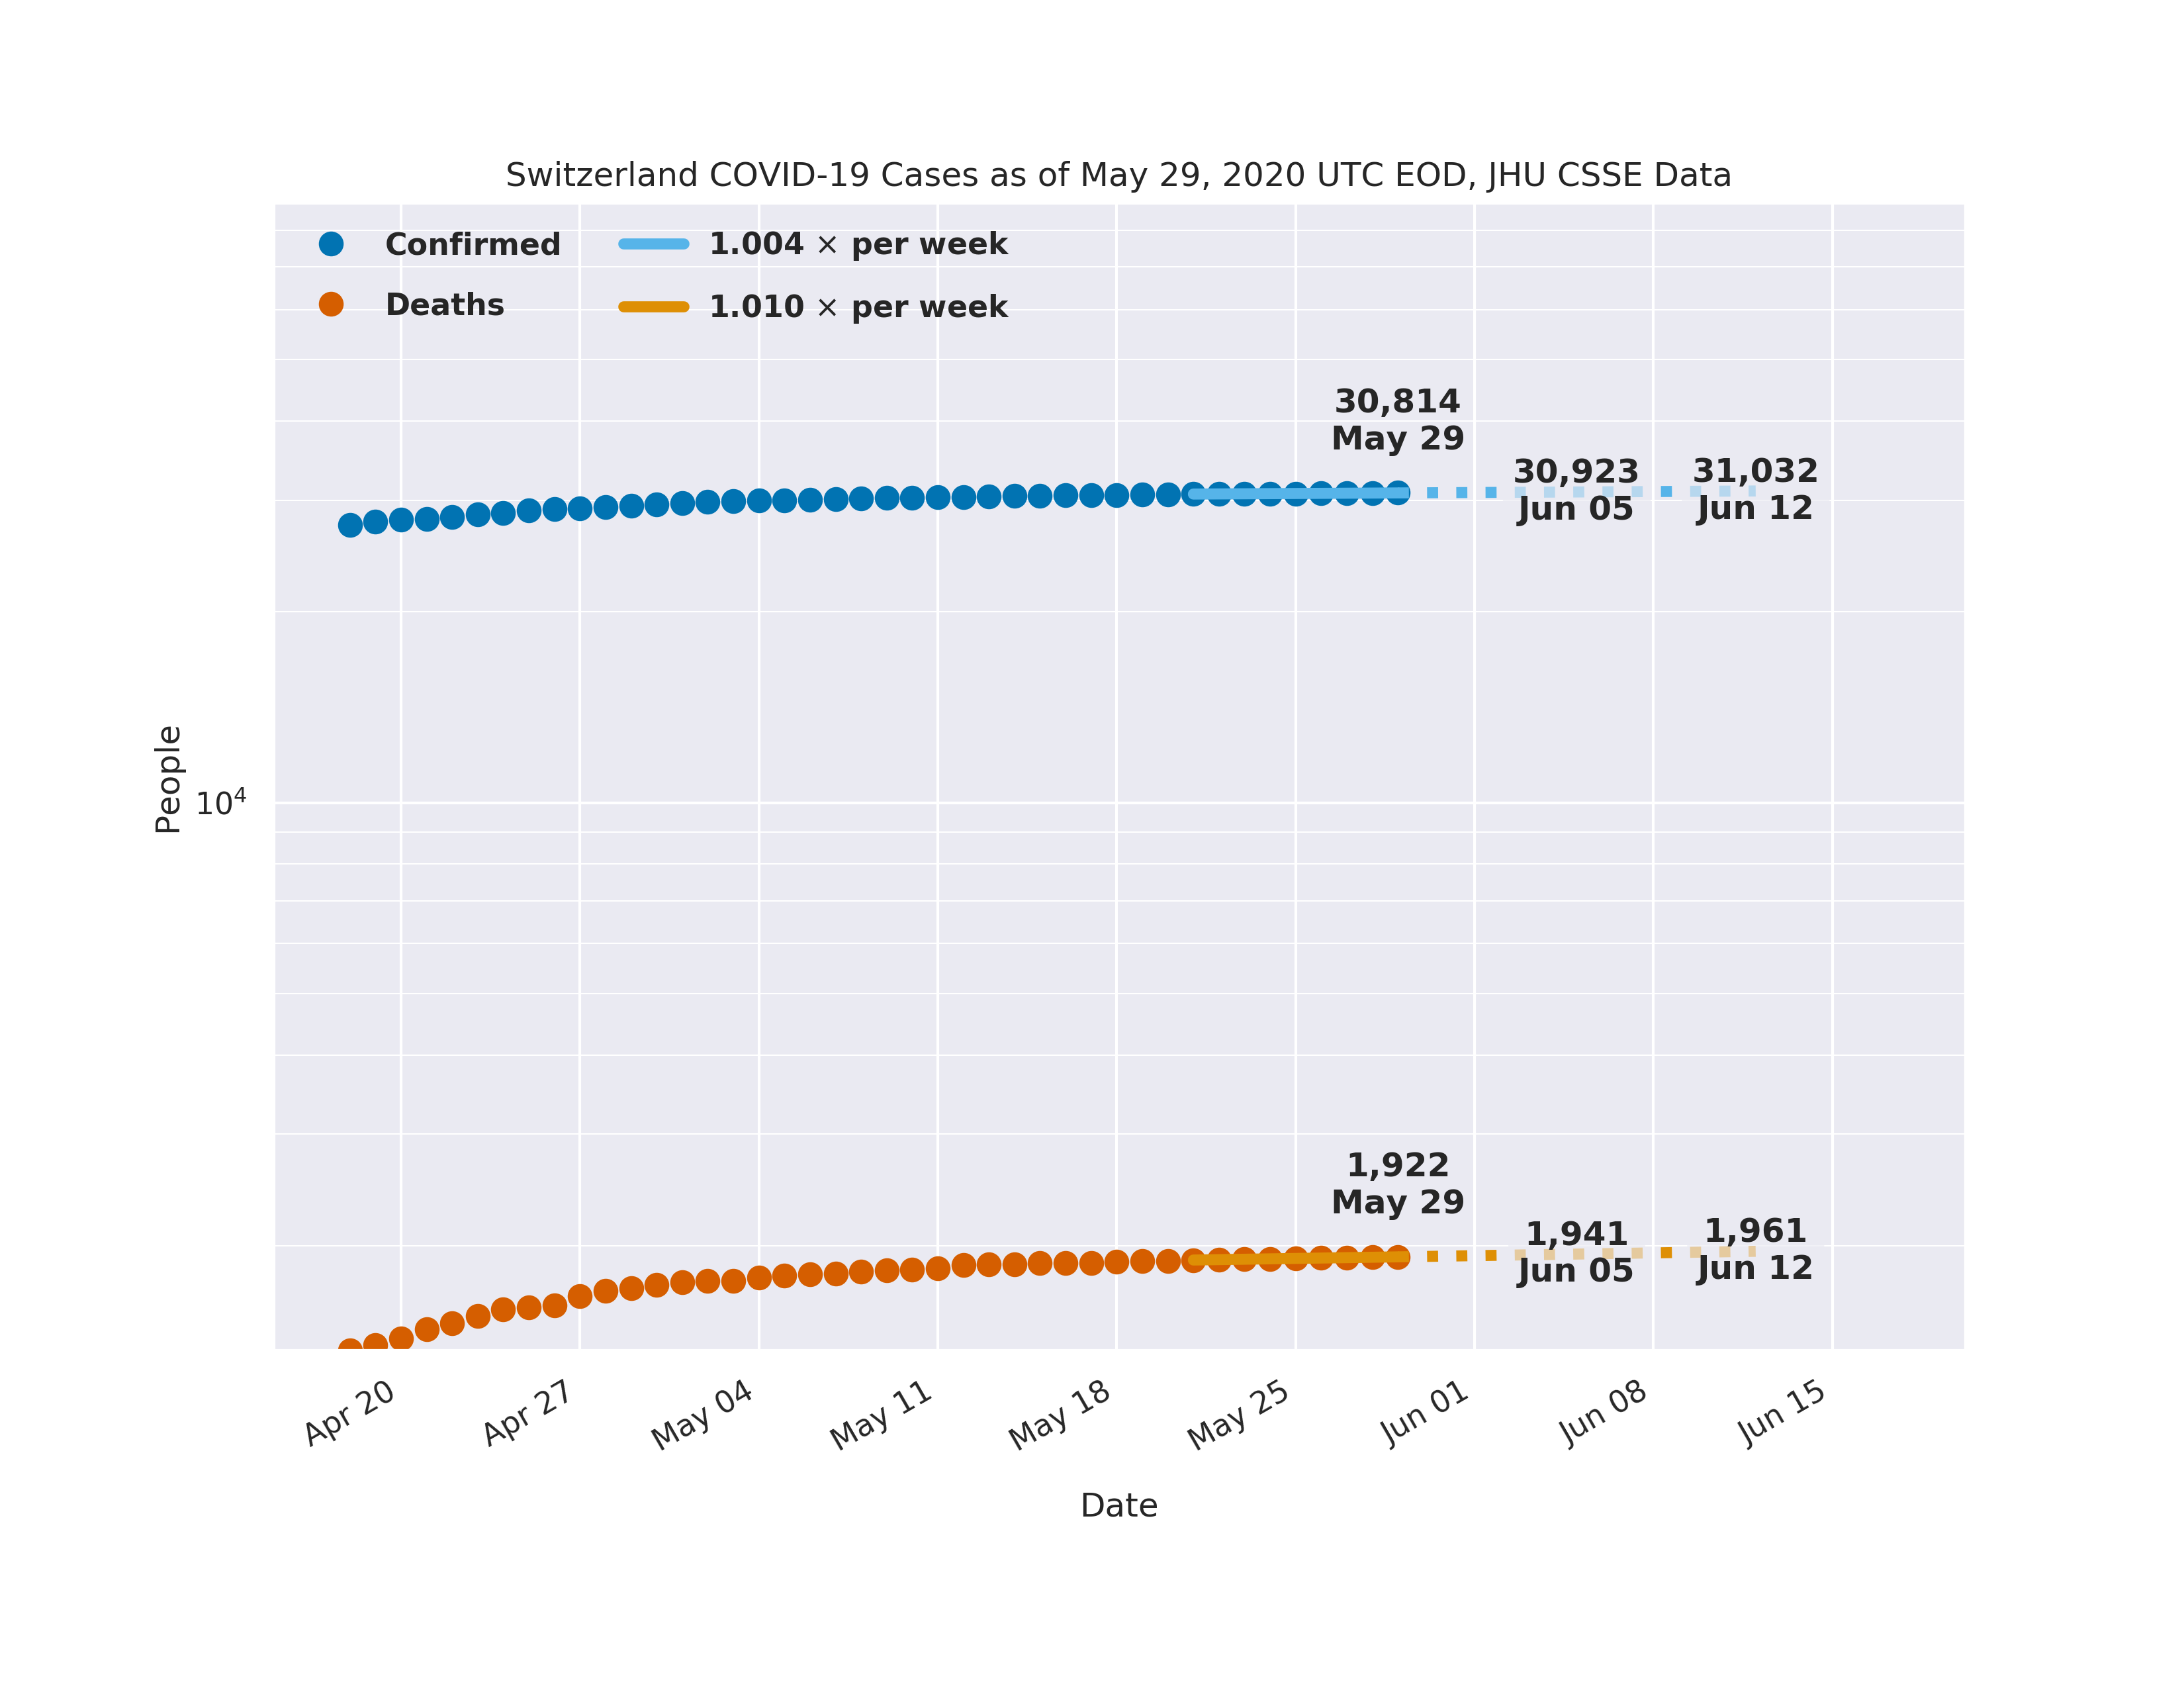 Switzerland COVID-19 Cases as of May 29, 2020 UTC EOD, JHU CSSE Data
Confirmed
Deaths
1.004 × per week
1.010 × per week
30,814
May 29
30,923
Jun 05
31,032
Jun 12
People
10⁴
1,922
May 29
1,941
Jun 05
1,961
Jun 12
Apr 20
Apr 27
May 04
May 11
May 18
May 25
Jun 01
Jun 08
Jun 15
Date